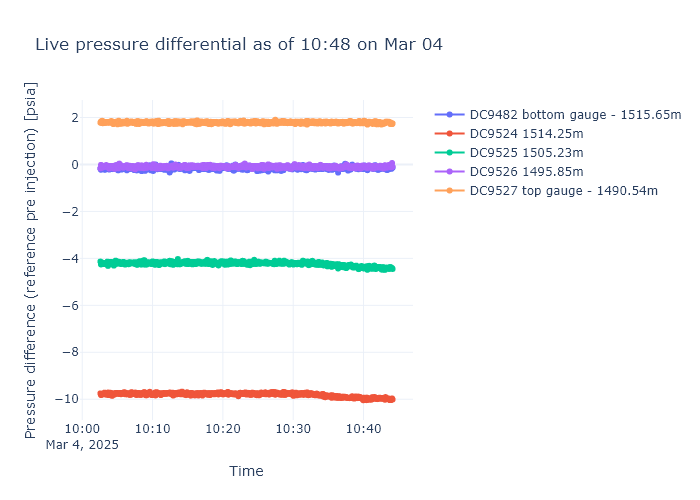 Live pressure differential as of 10:48 on Mar 04
Pressure difference (reference pre injection) [psia]
2
0
−2
−4
−6
−8
−10
10:00
Mar 4, 2025
10:10
10:20
10:30
10:40
Time
DC9482 bottom gauge - 1515.65m
DC9524 1514.25m
DC9525 1505.23m
DC9526 1495.85m
DC9527 top gauge - 1490.54m